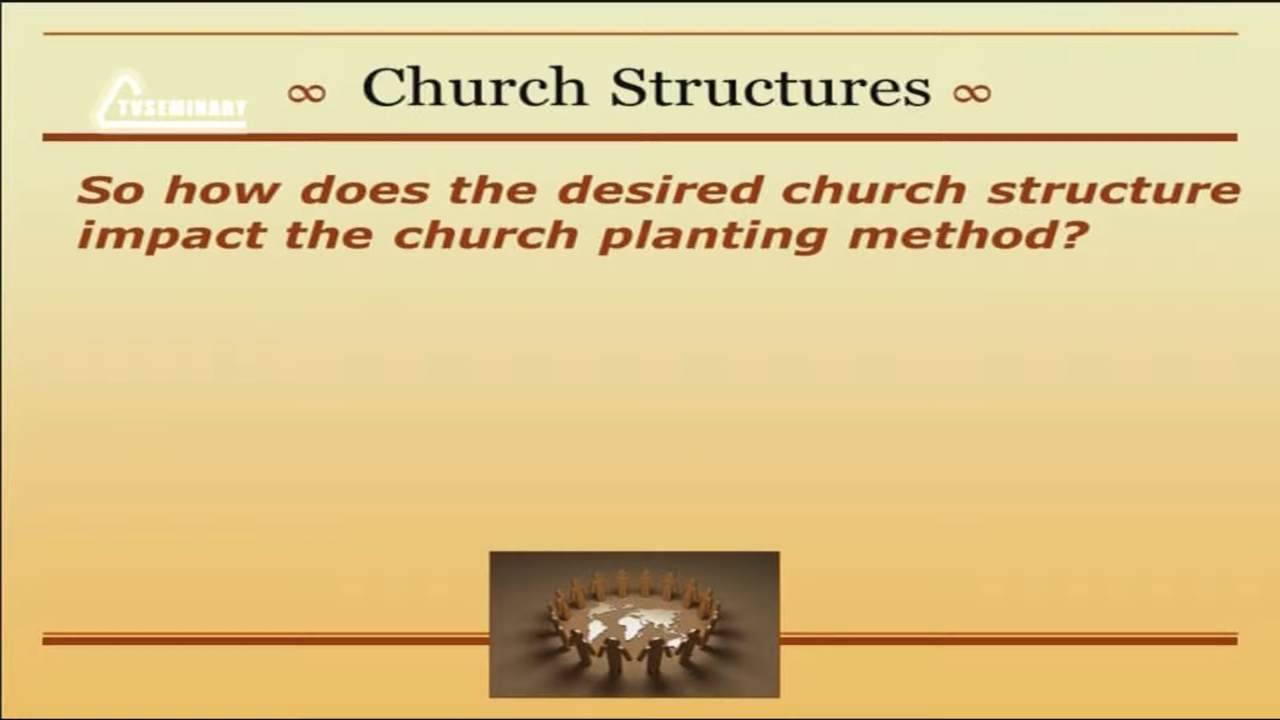 TVSEMINARY
∞ Church Structures ∞
So how does the desired church structure
impact the church planting method?